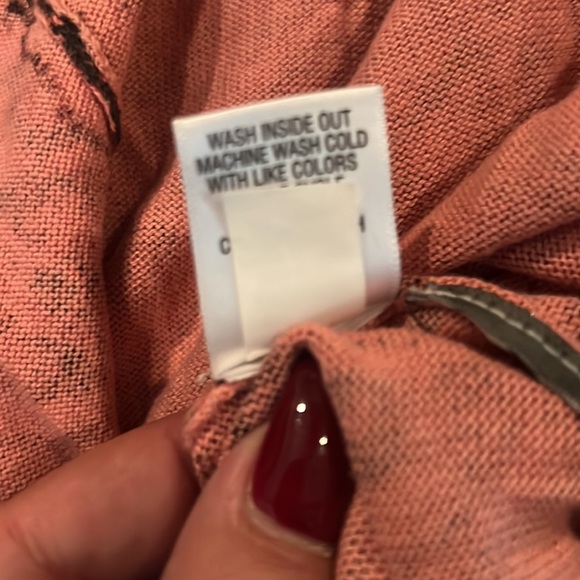 WASH INSIDE OUT
MACHINE WASH COLD
WITH LIKE COLORS